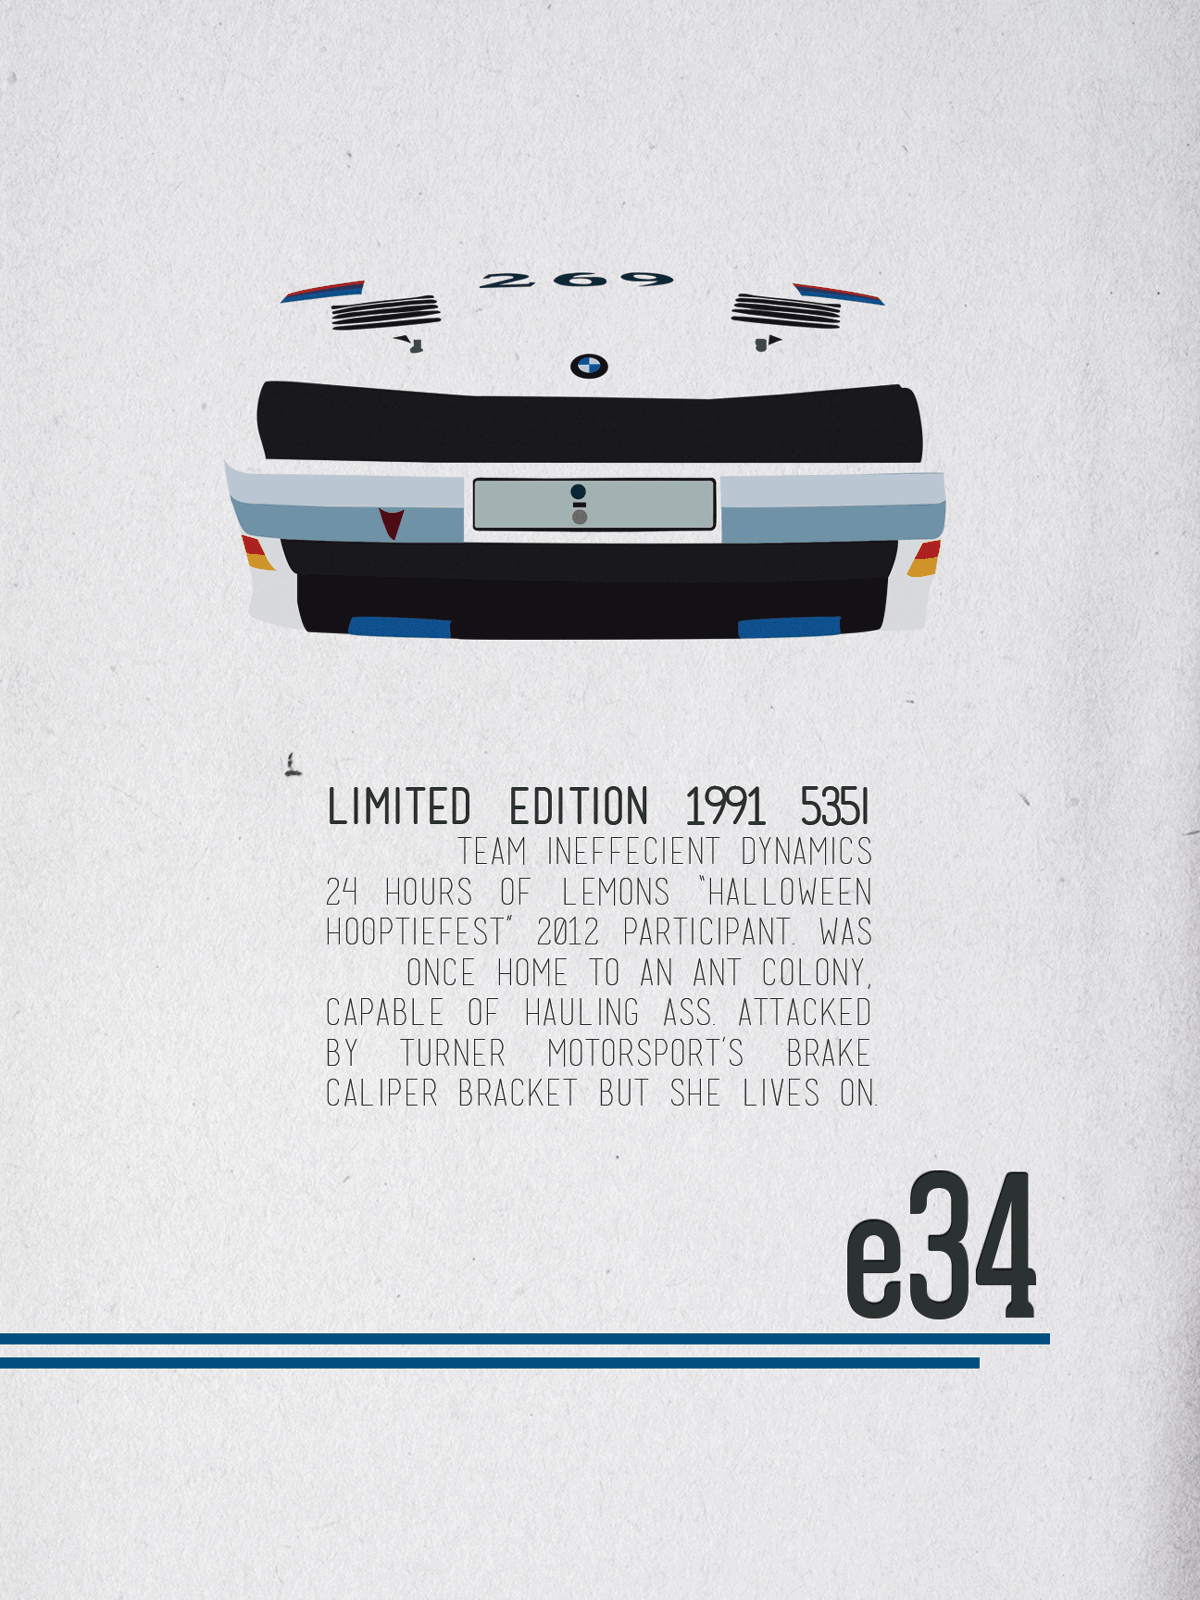 269
LIMITED EDITION 1991 535I
TEAM INEFFECIENT DYNAMICS
24 HOURS OF LEMONS "HALLOWEEN
HOOPTIEFEST" 2012 PARTICIPANT. WAS
ONCE HOME TO AN ANT COLONY,
CAPABLE OF HAULING ASS. ATTACKED
BY TURNER MOTORSPORT'S BRAKE
CALIPER BRACKET BUT SHE LIVES ON.
e34